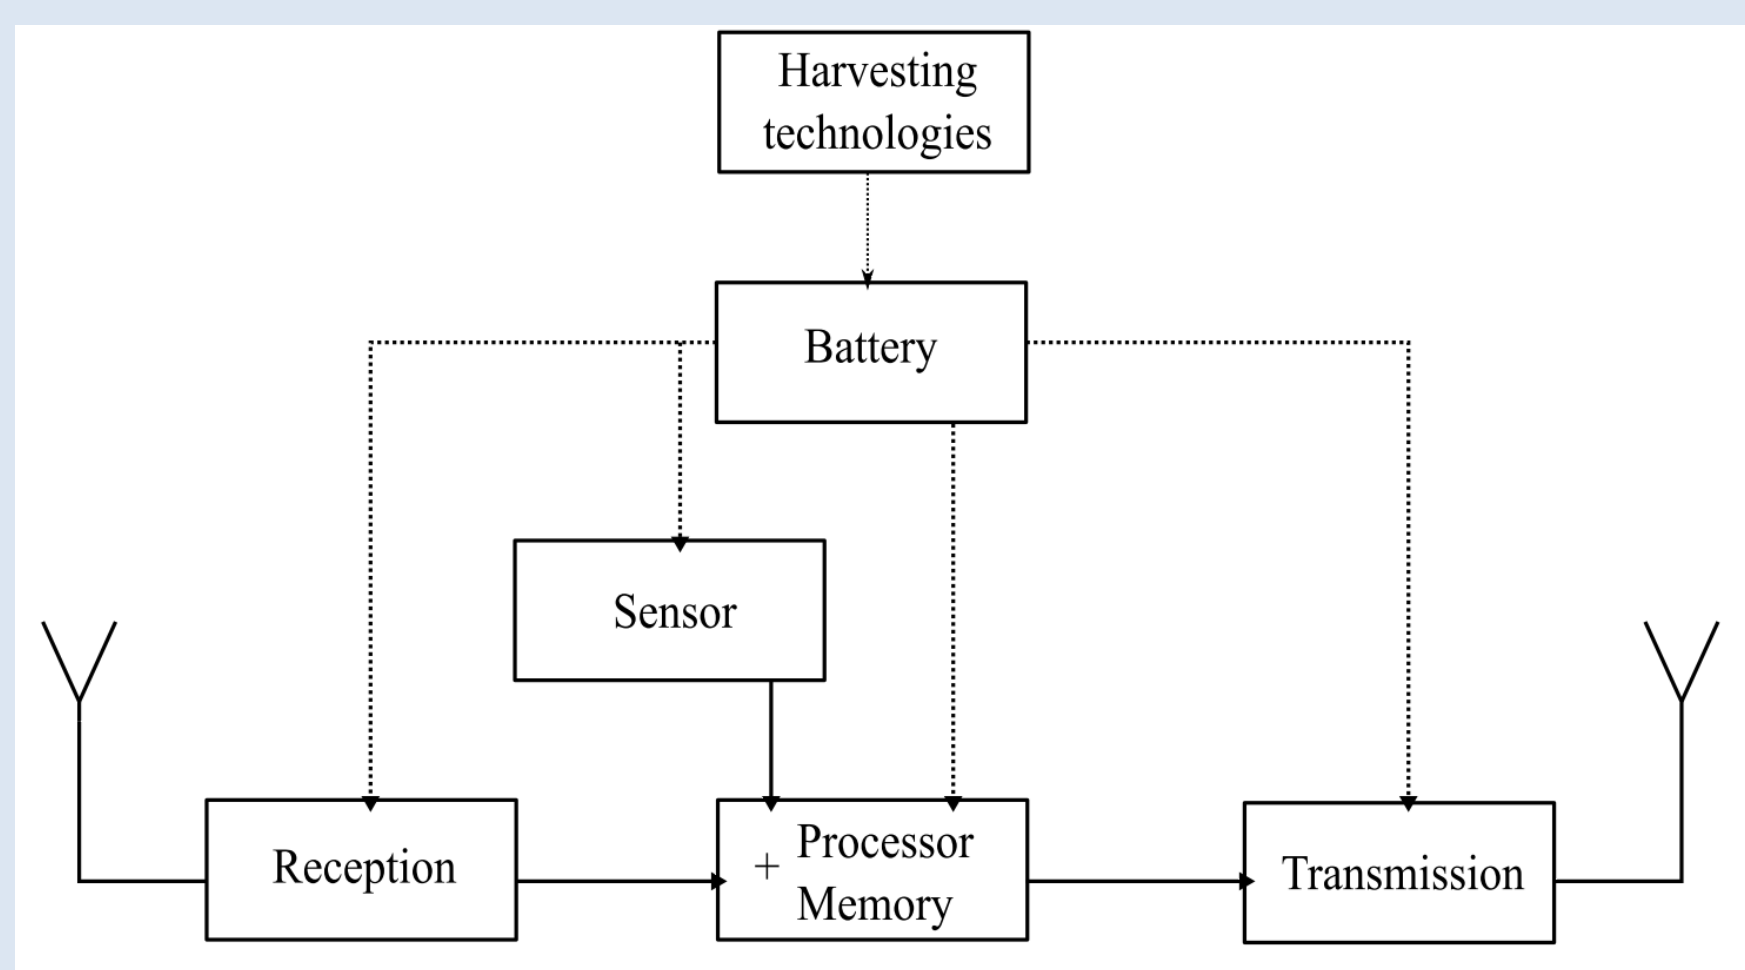 Harvesting
technologies
Battery
Sensor
Reception
+ Processor
Memory
Transmission